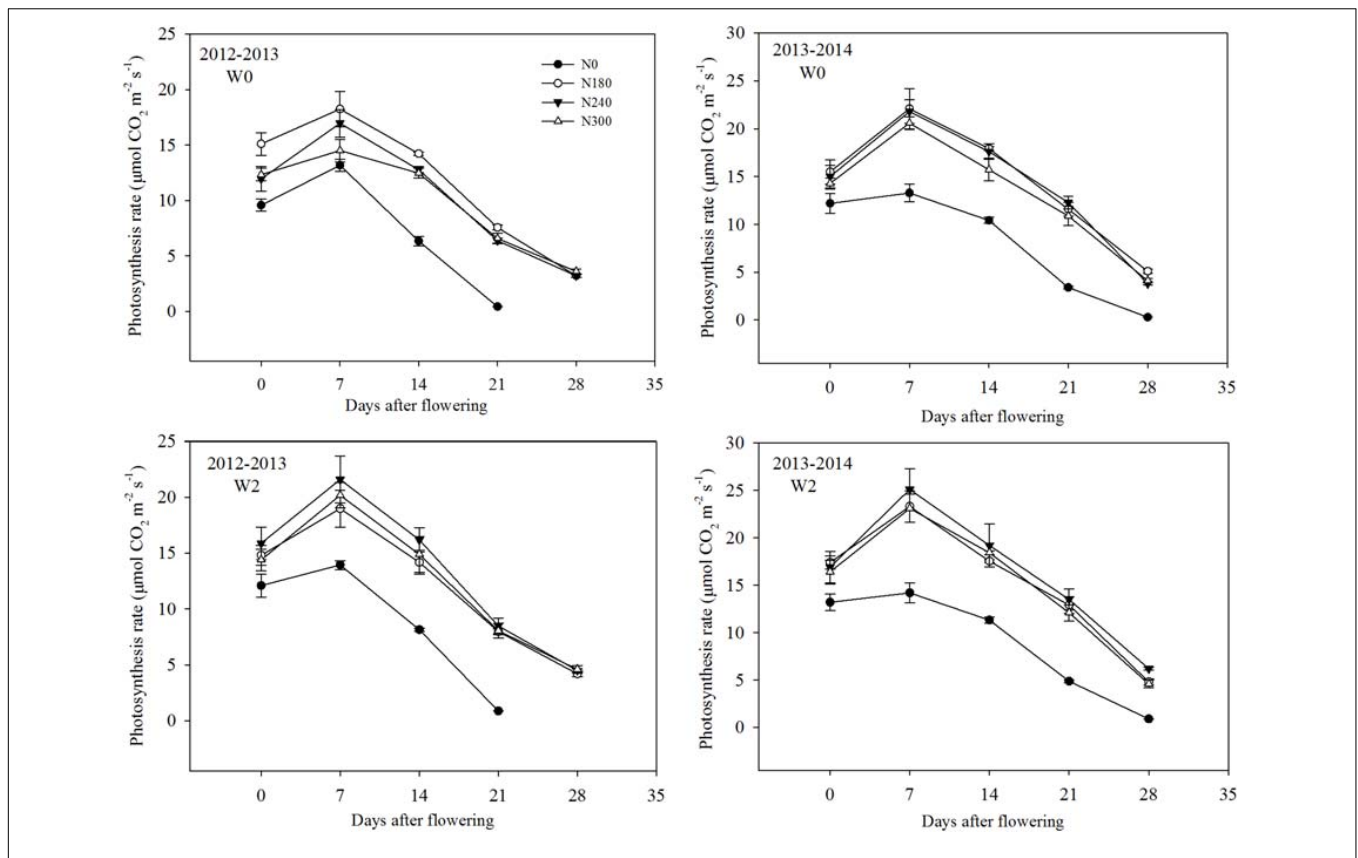 2012-2013
W0
N0
N180
N240
N300
Photosynthesis rate (µmol CO₂ m⁻² s⁻¹)
25
20
15
10
5
0
0 7 14 21 28 35
Days after flowering
2013-2014
W0
Photosynthesis rate (µmol CO₂ m⁻² s⁻¹)
30
25
20
15
10
5
0
0 7 14 21 28 35
Days after flowering
2012-2013
W2
Photosynthesis rate (µmol CO₂ m⁻² s⁻¹)
25
20
15
10
5
0
0 7 14 21 28 35
Days after flowering
2013-2014
W2
Photosynthesis rate (µmol CO₂ m⁻² s⁻¹)
30
25
20
15
10
5
0
0 7 14 21 28 35
Days after flowering